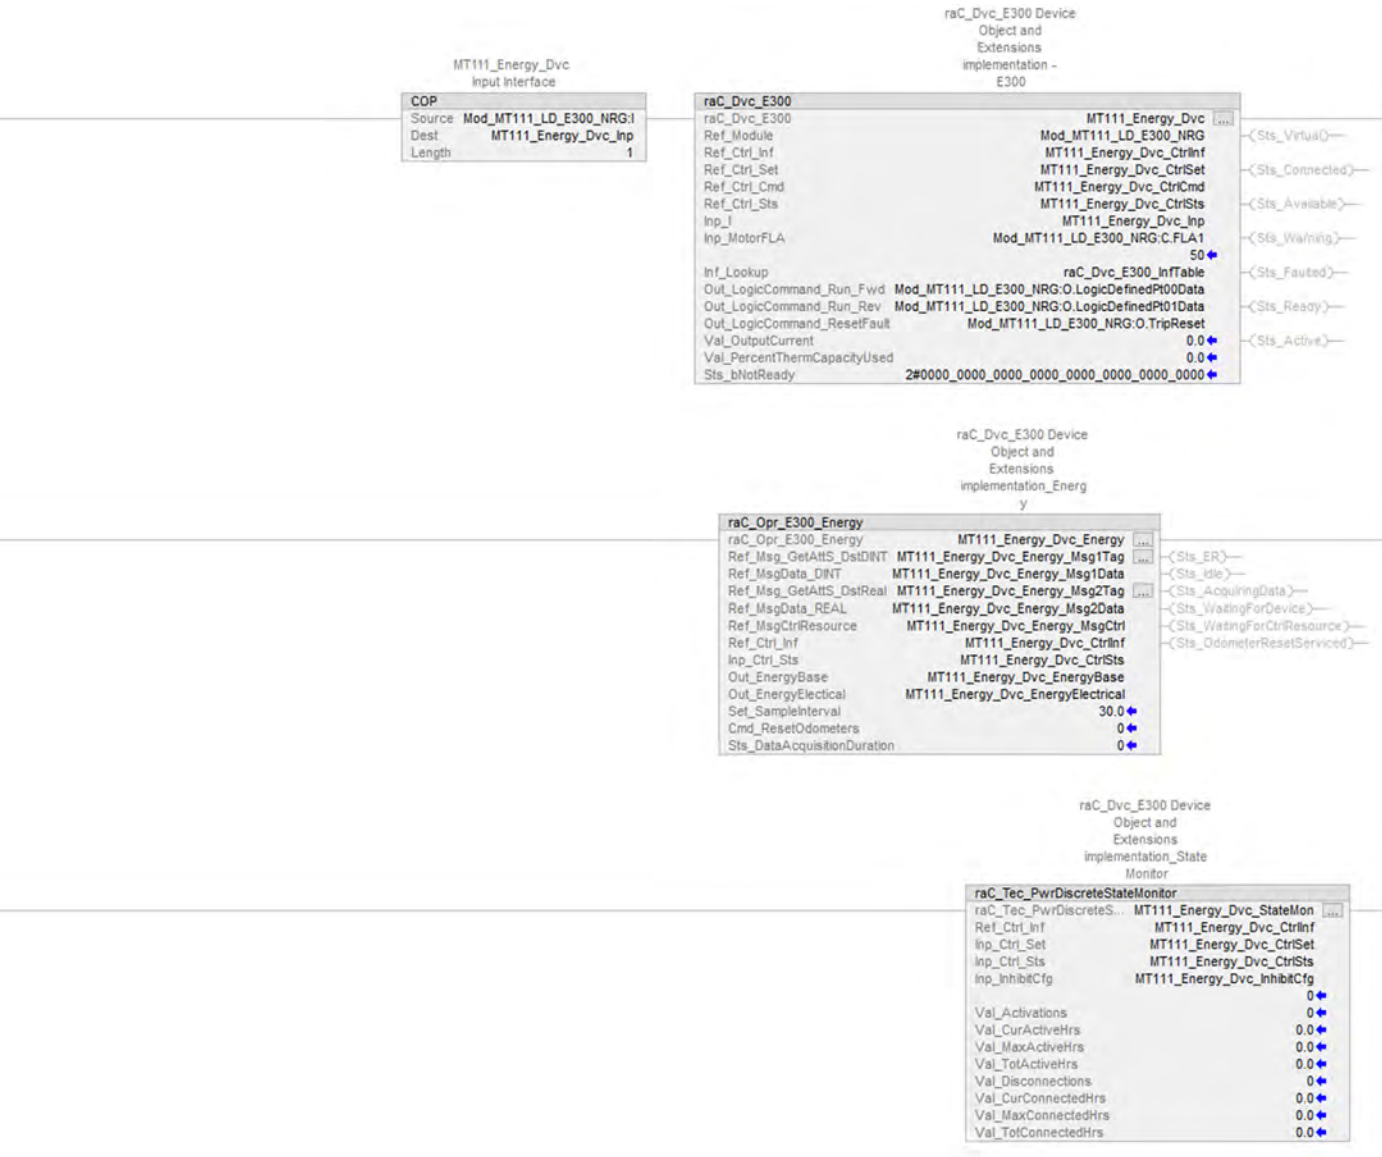 raC_Dvc_E300 Device
Object and
Extensions
implementation -
E300
MT111_Energy_Dvc
Input Interface
COP
Source Mod_MT111_LD_E300_NRG:I
Dest MT111_Energy_Dvc_Inp
Length 1
raC_Dvc_E300
raC_Dvc_E300 MT111_Energy_Dvc ...
Ref_Module Mod_MT111_LD_E300_NRG (Sts_Virtual)
Ref_Ctrl_Inf MT111_Energy_Dvc_CtrlInf
Ref_Ctrl_Set MT111_Energy_Dvc_CtrlSet (Sts_Connected)
Ref_Ctrl_Cmd MT111_Energy_Dvc_CtrlCmd
Ref_Ctrl_Sts MT111_Energy_Dvc_CtrlSts (Sts_Available)
Inp_I MT111_Energy_Dvc_Inp
Inp_MotorFLA Mod_MT111_LD_E300_NRG:C.FLA1 (Sts_Warning)
50
Inf_Lookup raC_Dvc_E300_InfTable (Sts_Faulted)
Out_LogicCommand_Run_Fwd Mod_MT111_LD_E300_NRG:O.LogicDefinedPt00Data
Out_LogicCommand_Run_Rev Mod_MT111_LD_E300_NRG:O.LogicDefinedPt01Data (Sts_Ready)
Out_LogicCommand_ResetFault Mod_MT111_LD_E300_NRG:O.TripReset
Val_OutputCurrent 0.0 (Sts_Active)
Val_PercentThermCapacityUsed 0.0
Sts_bNotReady 2#0000_0000_0000_0000_0000_0000_0000_0000
raC_Dvc_E300 Device
Object and
Extensions
implementation_Energ
y
raC_Opr_E300_Energy
raC_Opr_E300_Energy MT111_Energy_Dvc_Energy ...
Ref_Msg_GetAttS_DstDINT MT111_Energy_Dvc_Energy_Msg1Tag ... (Sts_ER)
Ref_MsgData_DINT MT111_Energy_Dvc_Energy_Msg1Data (Sts_Idle)
Ref_Msg_GetAttS_DstReal MT111_Energy_Dvc_Energy_Msg2Tag ... (Sts_AcquiringData)
Ref_MsgData_REAL MT111_Energy_Dvc_Energy_Msg2Data (Sts_WaitingForDevice)
Ref_MsgCtrlResource MT111_Energy_Dvc_Energy_MsgCtrl (Sts_WaitingForCtrlResource)
Ref_Ctrl_Inf MT111_Energy_Dvc_CtrlInf (Sts_OdometerResetServiced)
Inp_Ctrl_Sts MT111_Energy_Dvc_CtrlSts
Out_EnergyBase MT111_Energy_Dvc_EnergyBase
Out_EnergyElectical MT111_Energy_Dvc_EnergyElectrical
Set_SampleInterval 30.0
Cmd_ResetOdometers 0
Sts_DataAcquisitionDuration 0
raC_Dvc_E300 Device
Object and
Extensions
implementation_State
Monitor
raC_Tec_PwrDiscreteStateMonitor
raC_Tec_PwrDiscreteS... MT111_Energy_Dvc_StateMon ...
Ref_Ctrl_Inf MT111_Energy_Dvc_CtrlInf
Inp_Ctrl_Set MT111_Energy_Dvc_CtrlSet
Inp_Ctrl_Sts MT111_Energy_Dvc_CtrlSts
Inp_InhibitCfg MT111_Energy_Dvc_InhibitCfg
0
Val_Activations 0
Val_CurActiveHrs 0.0
Val_MaxActiveHrs 0.0
Val_TotActiveHrs 0.0
Val_Disconnections 0
Val_CurConnectedHrs 0.0
Val_MaxConnectedHrs 0.0
Val_TotConnectedHrs 0.0